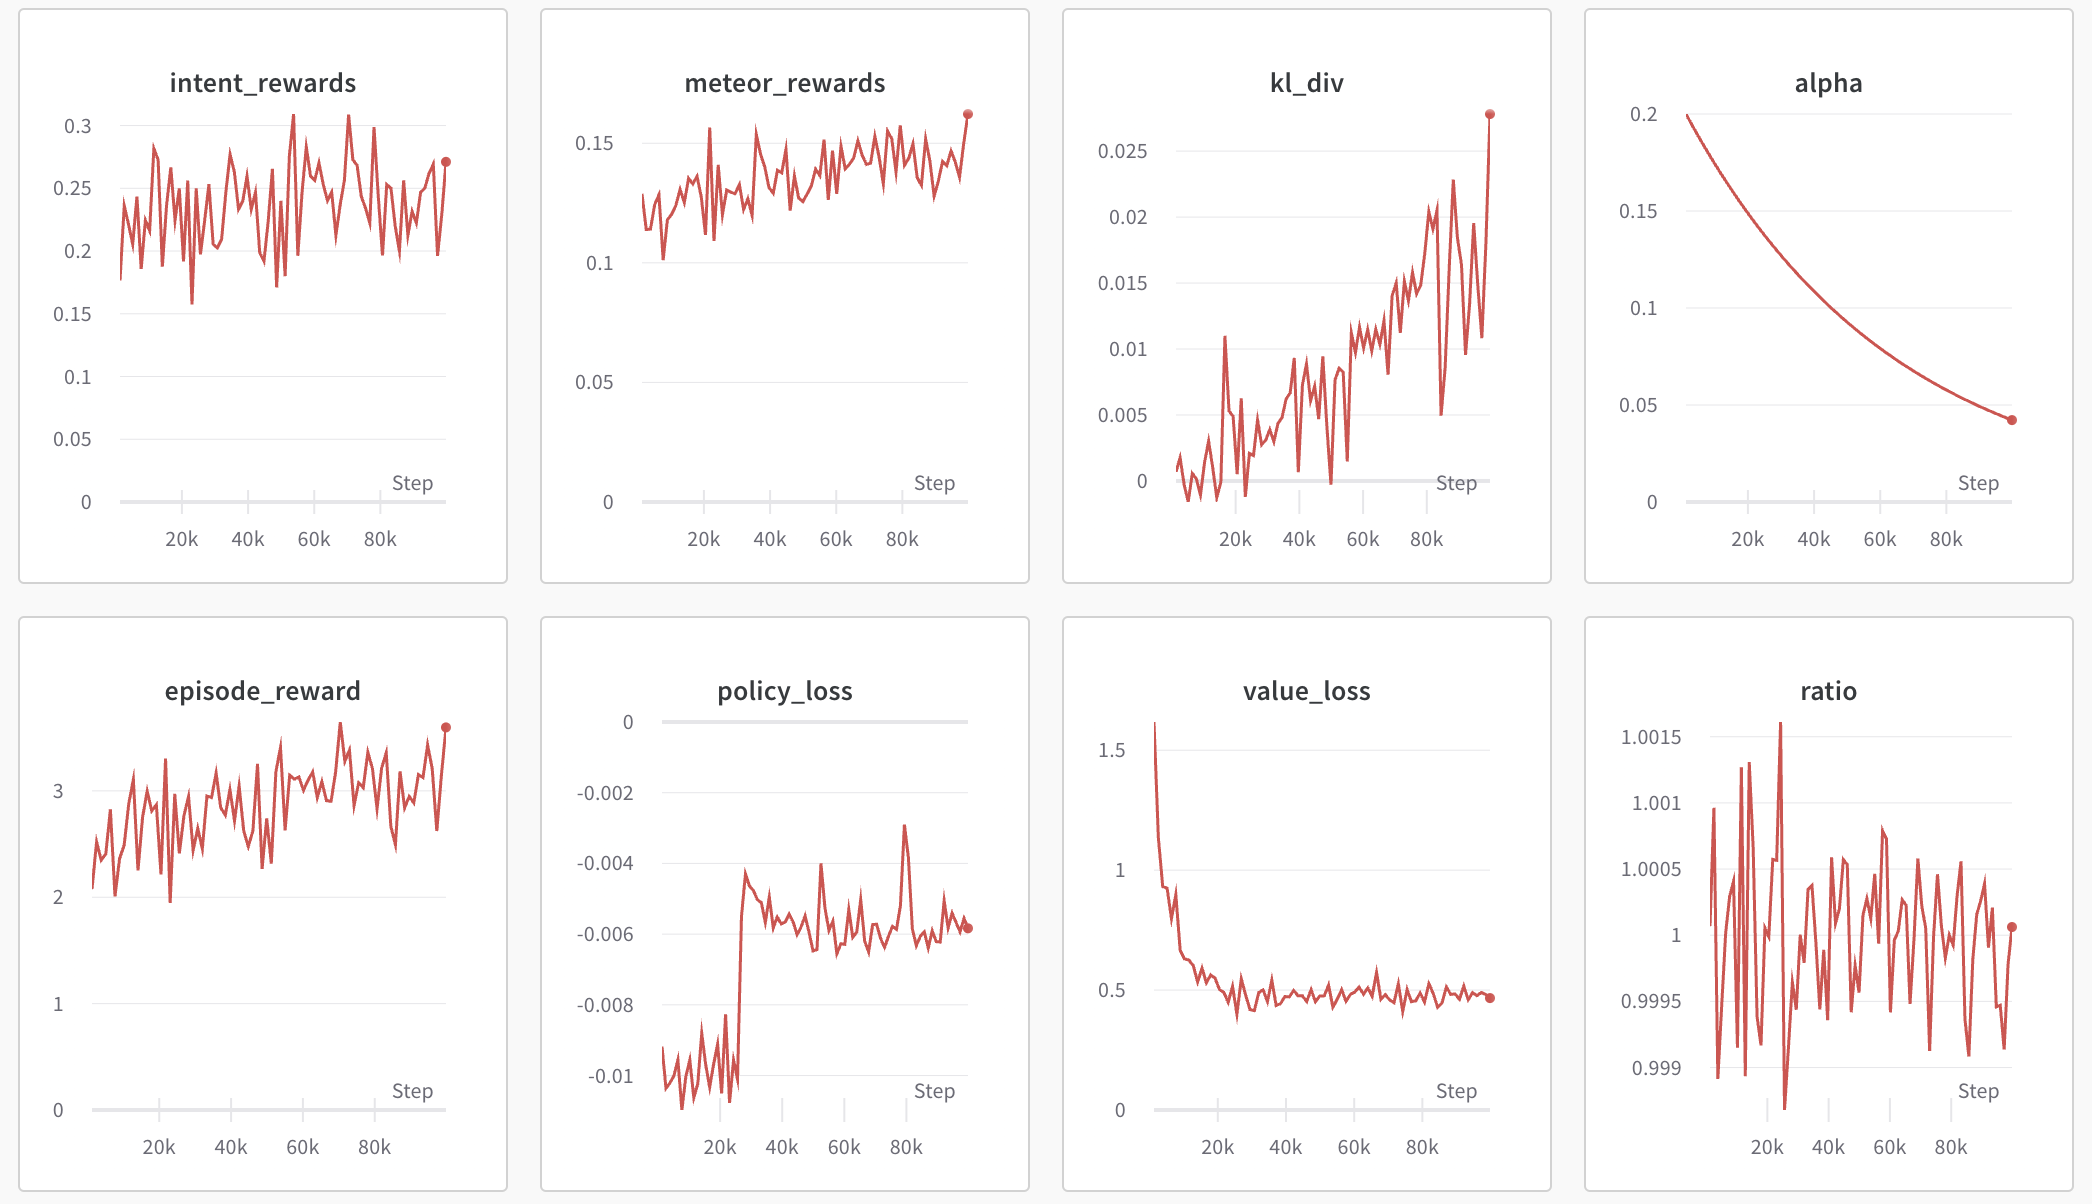 intent_rewards
0.3
0.25
0.2
0.15
0.1
0.05
0
Step
20k 40k 60k 80k
meteor_rewards
0.15
0.1
0.05
0
Step
20k 40k 60k 80k
kl_div
0.025
0.02
0.015
0.01
0.005
0
Step
20k 40k 60k 80k
alpha
0.2
0.15
0.1
0.05
0
Step
20k 40k 60k 80k
episode_reward
3
2
1
0
Step
20k 40k 60k 80k
policy_loss
0
-0.002
-0.004
-0.006
-0.008
-0.01
Step
20k 40k 60k 80k
value_loss
1.5
1
0.5
0
Step
20k 40k 60k 80k
ratio
1.0015
1.001
1.0005
1
0.9995
0.999
Step
20k 40k 60k 80k